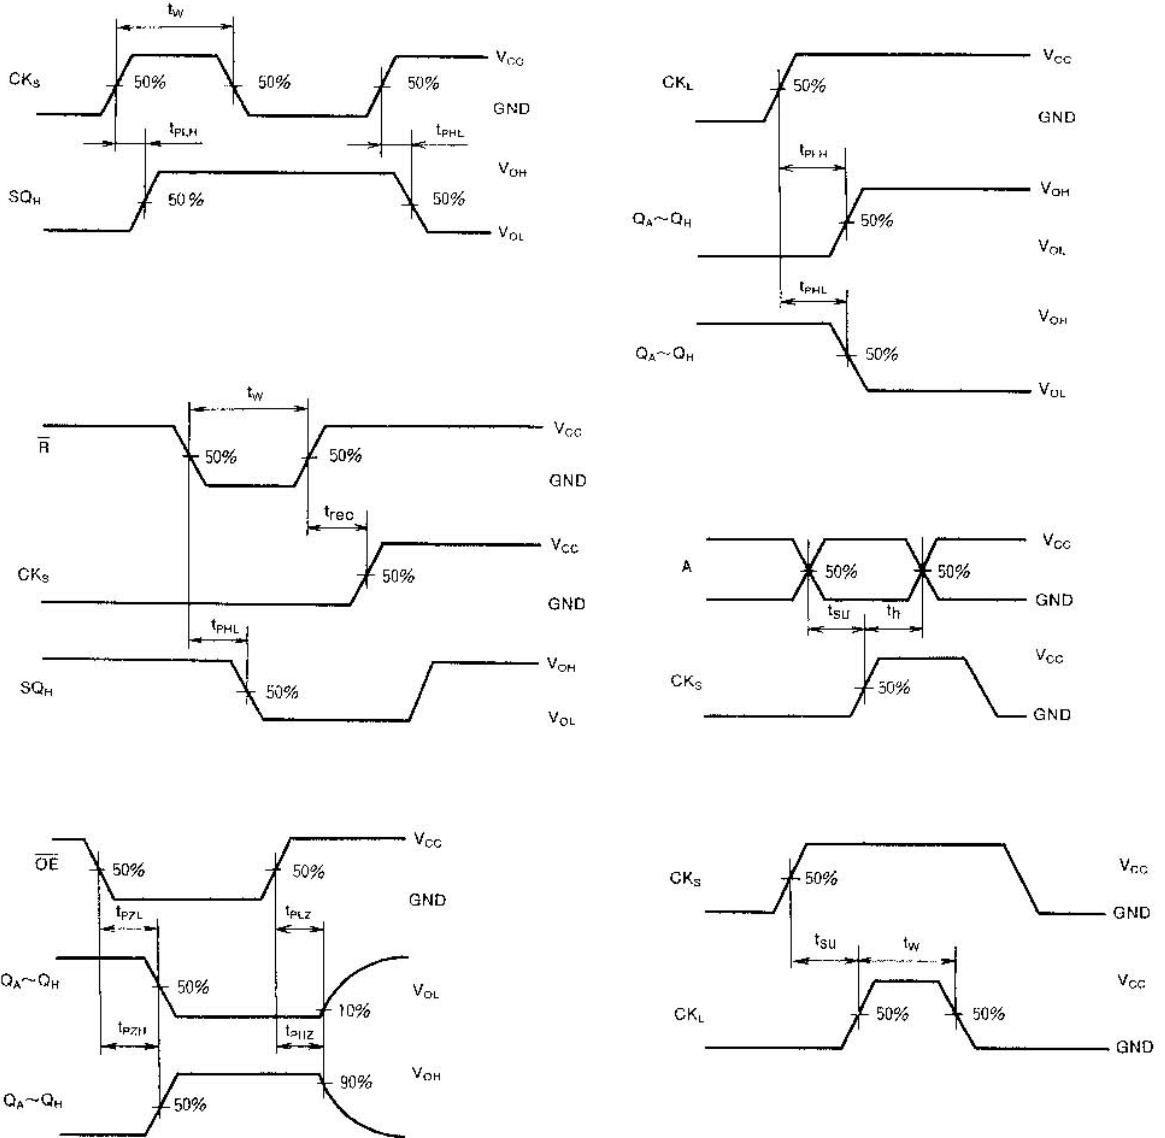 tW
CKS 50% 50% 50% VCC
GND
tPLH tPHL
VOH
SQH 50% 50%
VOL
CKL 50% VCC
GND
tPLH
VOH
QA～QH 50%
VOL
tPHL
VOH
QA～QH 50%
VOL
tW
R 50% 50% VCC
GND
trec
VCC
CKS 50%
GND
tPHL
VOH
SQH 50%
VOL
A 50% 50% VCC
GND
tSU th
VCC
CKS 50%
GND
OE 50% 50% VCC
GND
tPZL tPLZ
QA～QH 50% VOL
10%
tPZH tPHZ
VOH
90%
QA～QH 50%
CKS 50% VCC
GND
tSU tW
VCC
CKL 50% 50%
GND